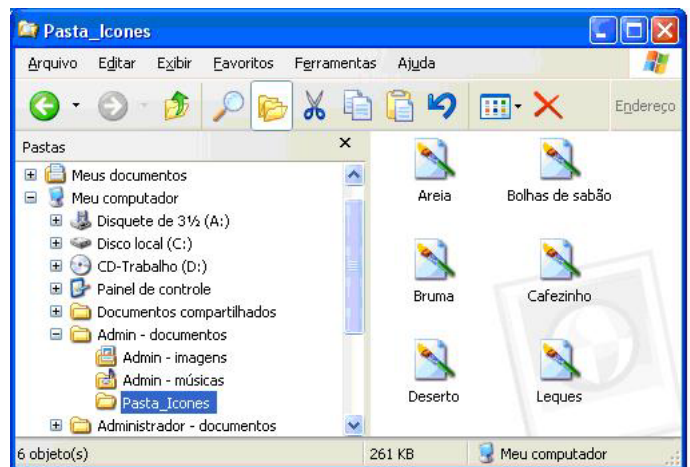 Pasta_Icones
Arquivo Editar Exibir Favoritos Ferramentas Ajuda
Endereço
Pastas
Meus documentos
Meu computador
Disquete de 3½ (A:)
Disco local (C:)
CD-Trabalho (D:)
Painel de controle
Documentos compartilhados
Admin - documentos
Admin - imagens
Admin - músicas
Pasta_Icones
Administrador - documentos
Areia Bolhas de sabão
Bruma Cafezinho
Deserto Leques
6 objeto(s) 261 KB Meu computador